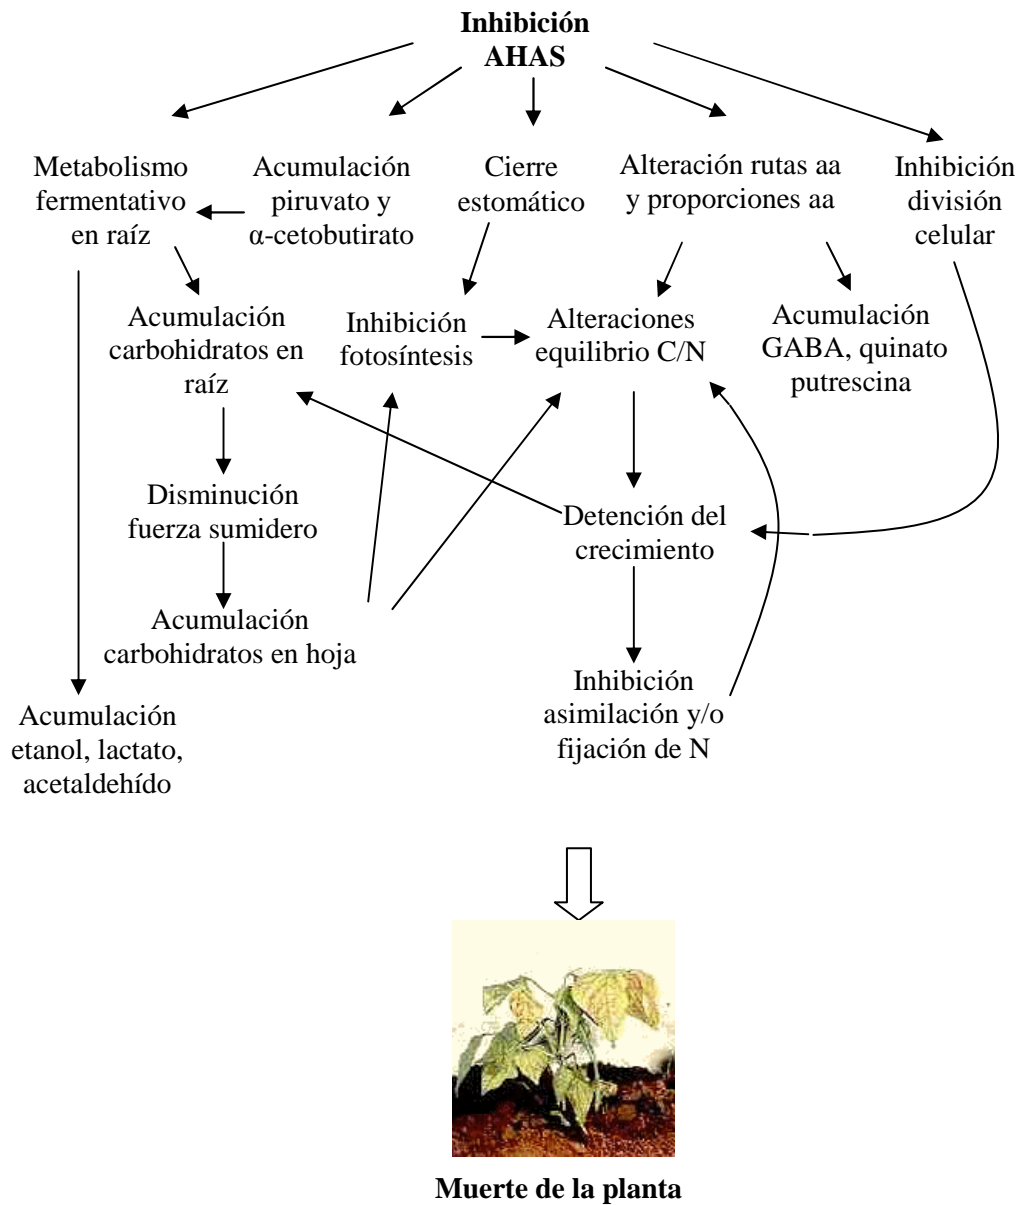 Inhibición
AHAS
Metabolismo
fermentativo
en raíz
Acumulación
piruvato y
α-cetobutirato
Cierre
estomático
Alteración rutas aa
y proporciones aa
Inhibición
división
celular
Acumulación
carbohidratos en
raíz
Inhibición
fotosíntesis
Alteraciones
equilibrio C/N
Acumulación
GABA, quinato
putrescina
Disminución
fuerza sumidero
Detención del
crecimiento
Acumulación
carbohidratos en hoja
Inhibición
asimilación y/o
fijación de N
Acumulación
etanol, lactato,
acetaldehído
Muerte de la planta